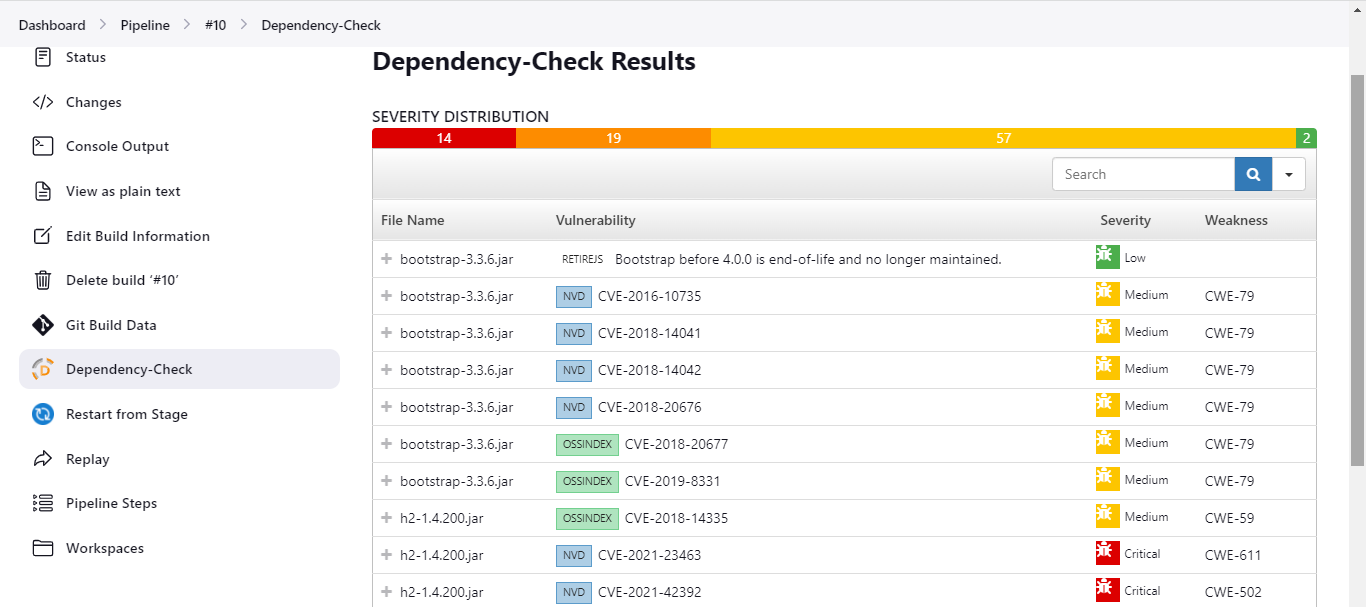 Dashboard > Pipeline > #10 > Dependency-Check
Status
Changes
Console Output
View as plain text
Edit Build Information
Delete build ‘#10’
Git Build Data
Dependency-Check
Restart from Stage
Replay
Pipeline Steps
Workspaces
Dependency-Check Results
SEVERITY DISTRIBUTION
14 19 57 2
Search
File Name Vulnerability Severity Weakness
bootstrap-3.3.6.jar RETIREJS Bootstrap before 4.0.0 is end-of-life and no longer maintained. Low
bootstrap-3.3.6.jar NVD CVE-2016-10735 Medium CWE-79
bootstrap-3.3.6.jar NVD CVE-2018-14041 Medium CWE-79
bootstrap-3.3.6.jar NVD CVE-2018-14042 Medium CWE-79
bootstrap-3.3.6.jar NVD CVE-2018-20676 Medium CWE-79
bootstrap-3.3.6.jar OSSINDEX CVE-2018-20677 Medium CWE-79
bootstrap-3.3.6.jar OSSINDEX CVE-2019-8331 Medium CWE-79
h2-1.4.200.jar OSSINDEX CVE-2018-14335 Medium CWE-59
h2-1.4.200.jar NVD CVE-2021-23463 Critical CWE-611
h2-1.4.200.jar NVD CVE-2021-42392 Critical CWE-502